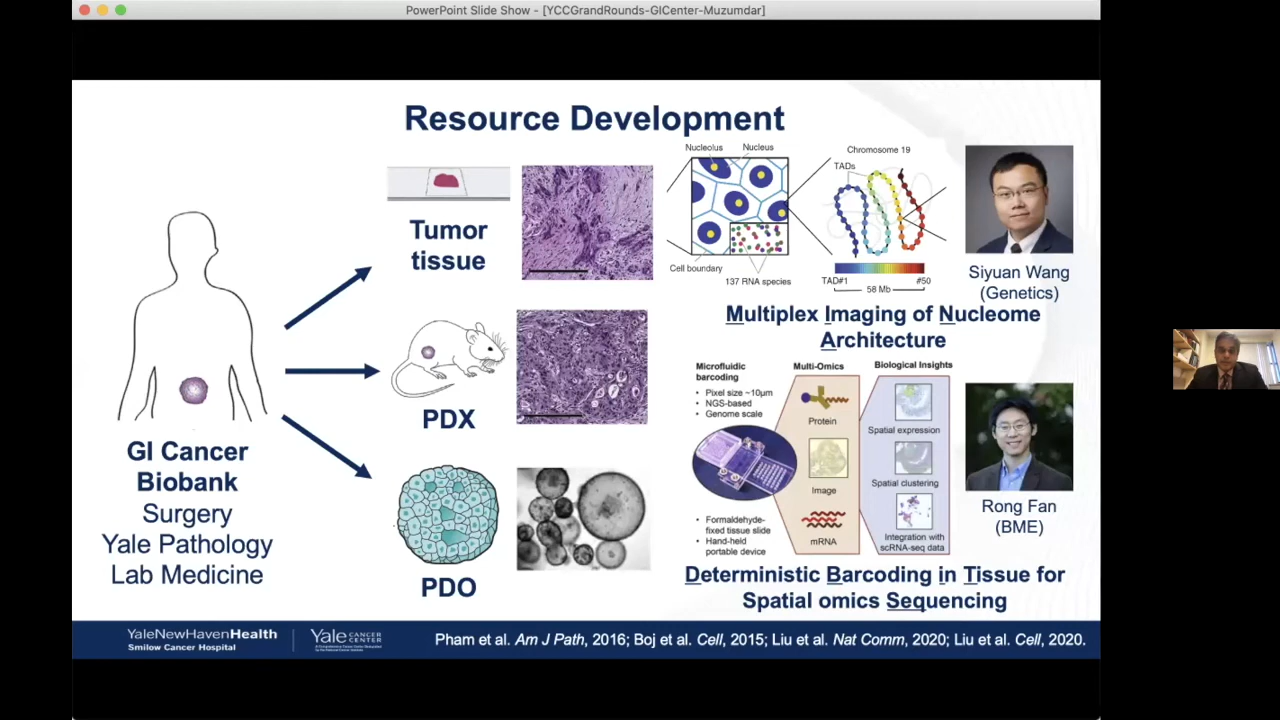 PowerPoint Slide Show - [YCCGrandRounds-GICenter-Muzumdar]
Resource Development
GI Cancer
Biobank
Surgery
Yale Pathology
Lab Medicine
Tumor
tissue
PDX
PDO
Nucleolus
Nucleus
Cell boundary
137 RNA species
Chromosome 19
TADs
TAD#1
#50
58 Mb
Siyuan Wang
(Genetics)
Multiplex Imaging of Nucleome
Architecture
Microfluidic
barcoding
• Pixel size ~10µm
• NGS-based
• Genome scale
• Formaldehyde-
fixed tissue slide
• Hand-held
portable device
Multi-Omics
Protein
Image
mRNA
Biological Insights
Spatial expression
Spatial clustering
Integration with
scRNA-seq data
Rong Fan
(BME)
Deterministic Barcoding in Tissue for
Spatial omics Sequencing
YaleNewHavenHealth
Smilow Cancer Hospital
Yale CANCER
CENTER
Pham et al. Am J Path, 2016; Boj et al. Cell, 2015; Liu et al. Nat Comm, 2020; Liu et al. Cell, 2020.